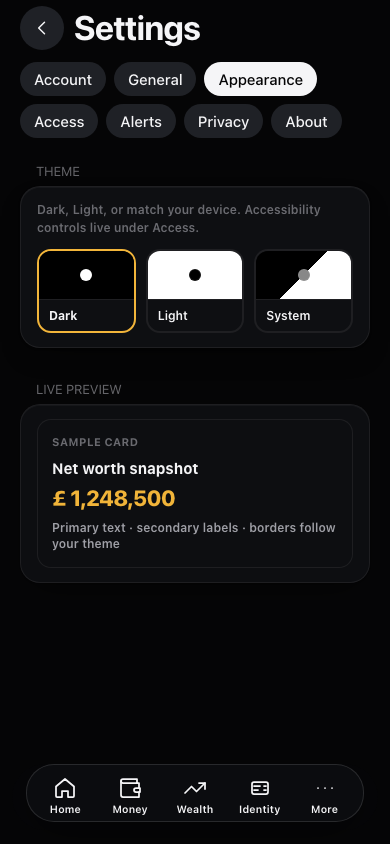 Settings
Account
General
Appearance
Access
Alerts
Privacy
About
THEME
Dark, Light, or match your device. Accessibility
controls live under Access.
Dark
Light
System
LIVE PREVIEW
SAMPLE CARD
Net worth snapshot
£ 1,248,500
Primary text · secondary labels · borders follow
your theme
Home
Money
Wealth
Identity
More